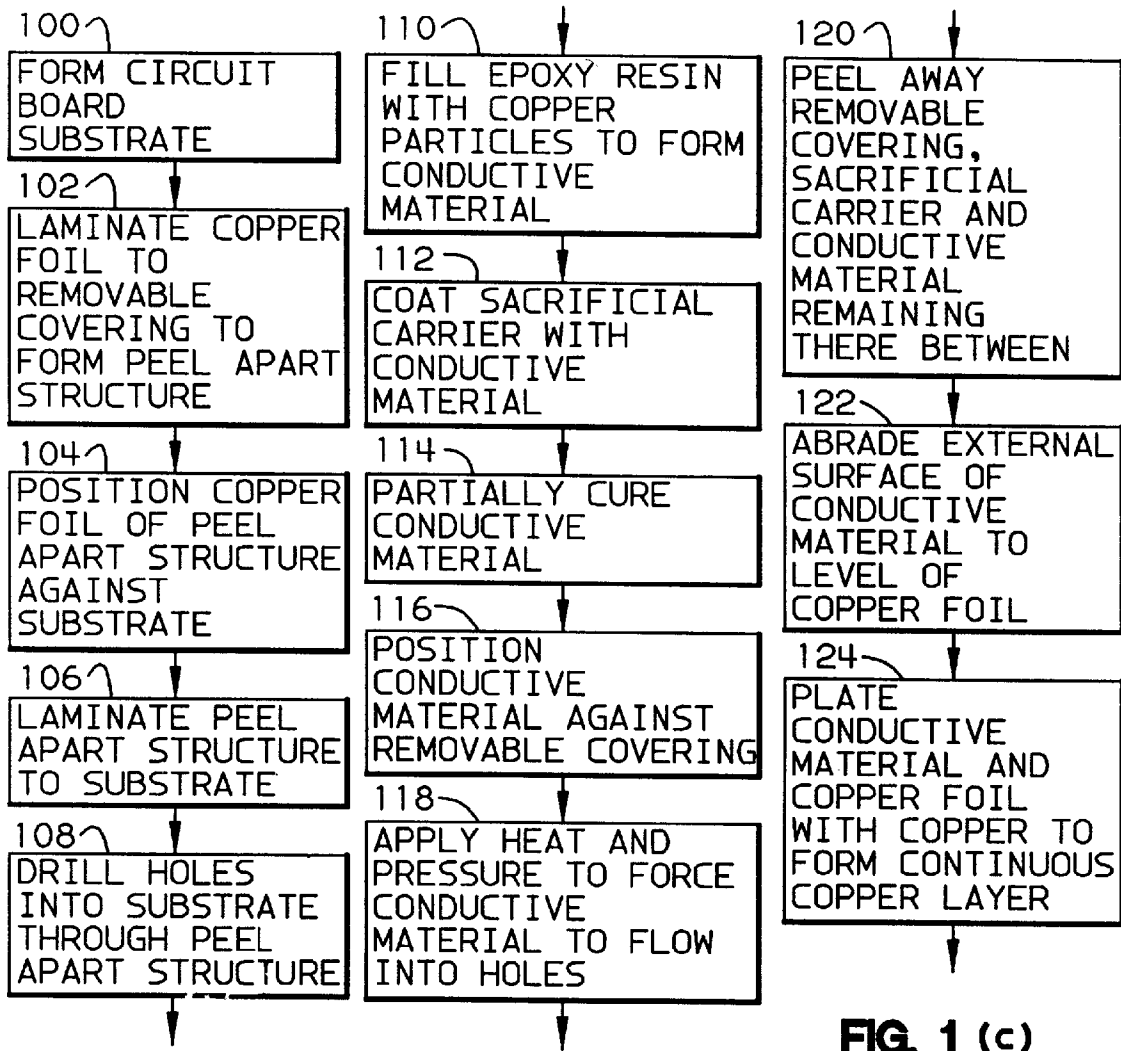 100
FORM CIRCUIT
BOARD
SUBSTRATE
102
LAMINATE COPPER
FOIL TO
REMOVABLE
COVERING TO
FORM PEEL APART
STRUCTURE
104
POSITION COPPER
FOIL OF PEEL
APART STRUCTURE
AGAINST
SUBSTRATE
106
LAMINATE PEEL
APART STRUCTURE
TO SUBSTRATE
108
DRILL HOLES
INTO SUBSTRATE
THROUGH PEEL
APART STRUCTURE
110
FILL EPOXY RESIN
WITH COPPER
PARTICLES TO FORM
CONDUCTIVE
MATERIAL
112
COAT SACRIFICIAL
CARRIER WITH
CONDUCTIVE
MATERIAL
114
PARTIALLY CURE
CONDUCTIVE
MATERIAL
116
POSITION
CONDUCTIVE
MATERIAL AGAINST
REMOVABLE COVERING
118
APPLY HEAT AND
PRESSURE TO FORCE
CONDUCTIVE
MATERIAL TO FLOW
INTO HOLES
120
PEEL AWAY
REMOVABLE
COVERING,
SACRIFICIAL
CARRIER AND
CONDUCTIVE
MATERIAL
REMAINING
THERE BETWEEN
122
ABRADE EXTERNAL
SURFACE OF
CONDUCTIVE
MATERIAL TO
LEVEL OF
COPPER FOIL
124
PLATE
CONDUCTIVE
MATERIAL AND
COPPER FOIL
WITH COPPER TO
FORM CONTINUOUS
COPPER LAYER
FIG. 1 (c)